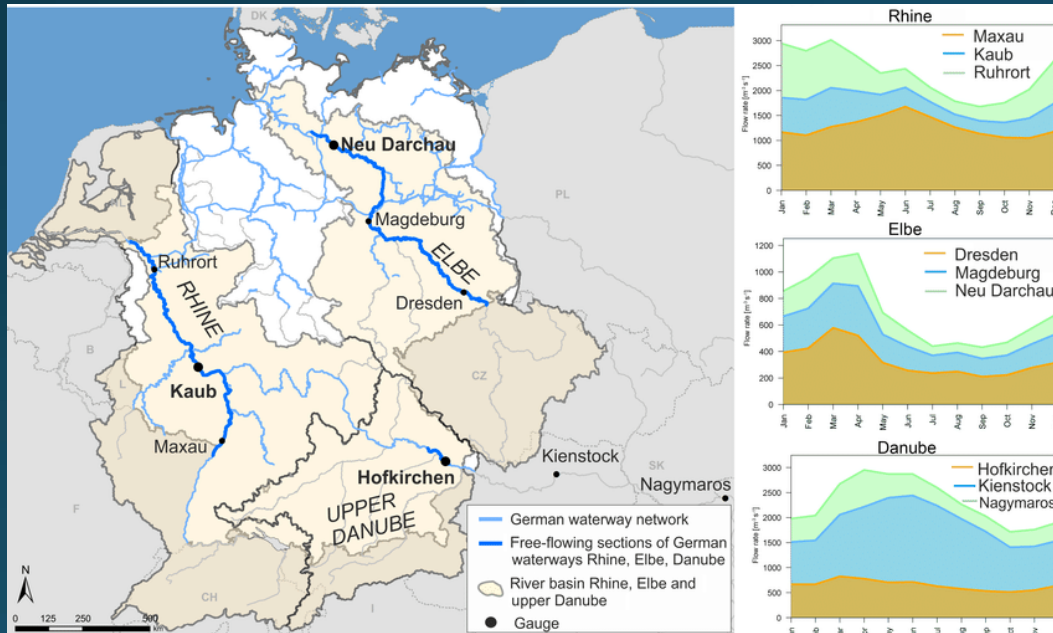 DK
PL
NL
B
L
F
CH
I
CZ
SK
Neu Darchau
Magdeburg
ELBE
Dresden
Ruhrort
RHINE
Kaub
Maxau
Hofkirchen
Kienstock
Nagymaros
UPPER
DANUBE
N
0 125 250 500
km
German waterway network
Free-flowing sections of German
waterways Rhine, Elbe, Danube
River basin Rhine, Elbe and
upper Danube
Gauge
Rhine
Maxau
Kaub
Ruhrort
Flow rate [m³ s⁻¹]
3000
2500
2000
1500
1000
500
0
Jan Feb Mar Apr May Jun Jul Aug Sep Oct Nov
Elbe
Dresden
Magdeburg
Neu Darchau
Flow rate [m³ s⁻¹]
1200
1000
800
600
400
200
0
Jan Feb Mar Apr May Jun Jul Aug Sep Oct Nov
Danube
Hofkirchen
Kienstock
Nagymaros
Flow rate [m³ s⁻¹]
3000
2500
2000
1500
1000
500
0